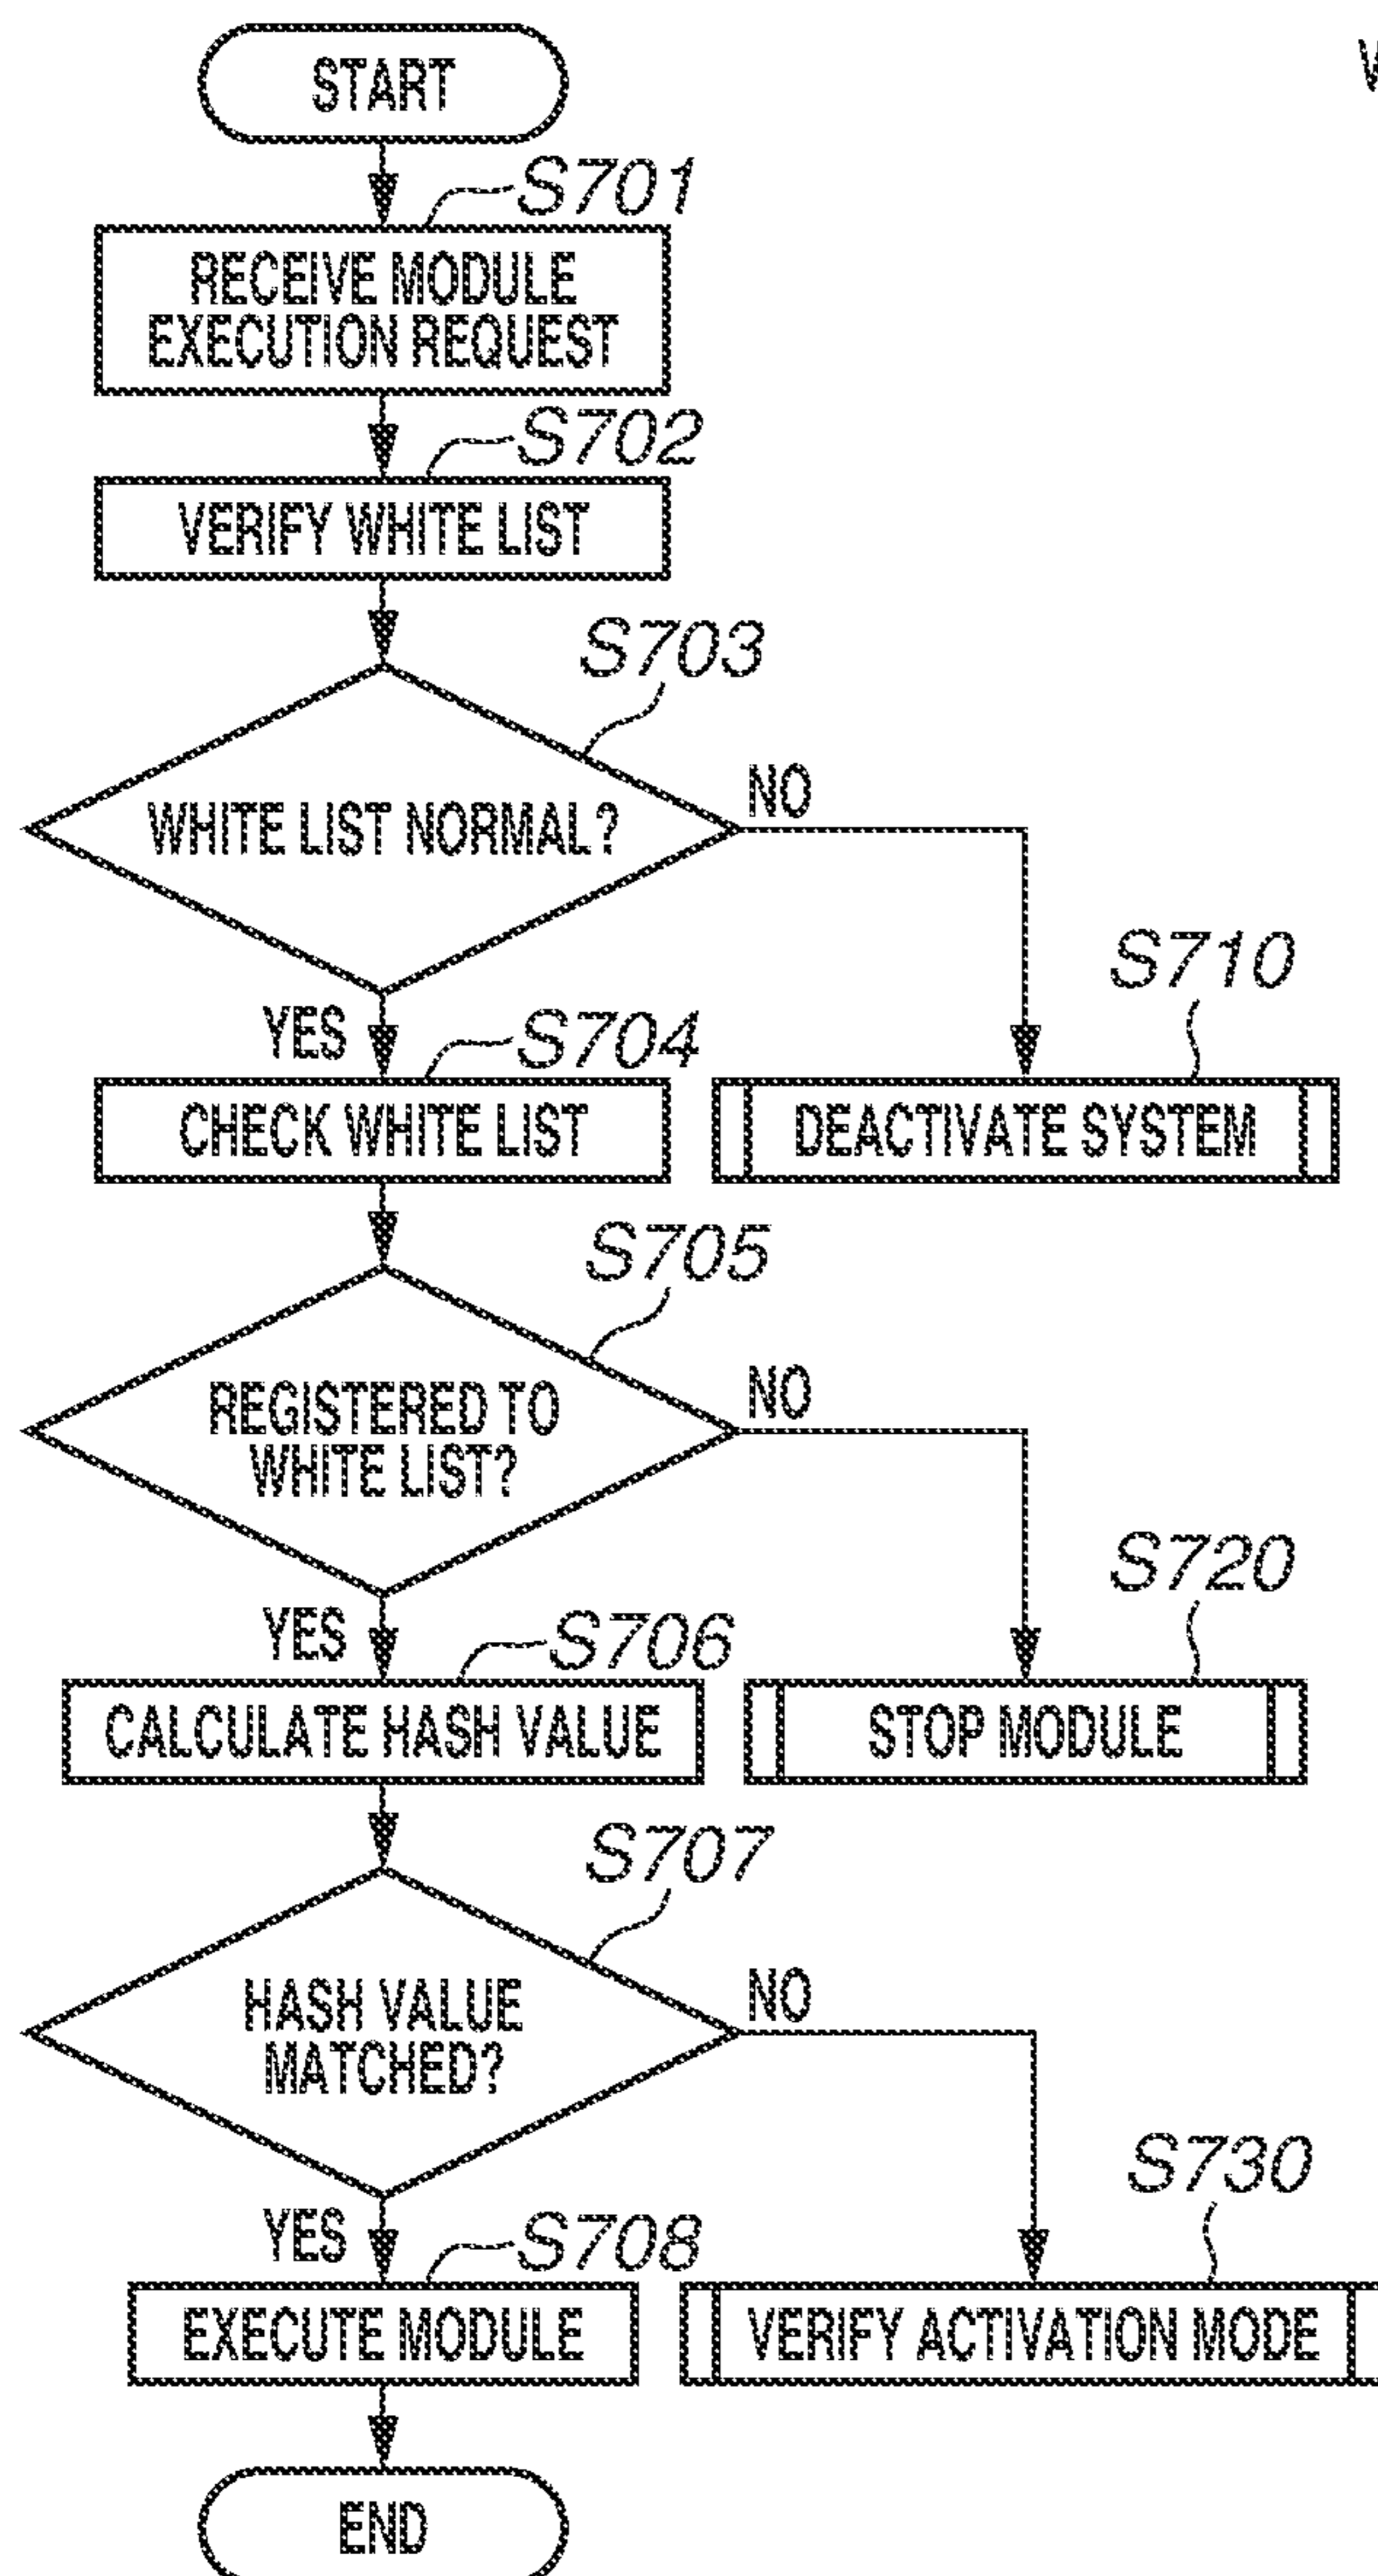 START
S701
RECEIVE MODULE
EXECUTION REQUEST
S702
VERIFY WHITE LIST
S703
WHITE LIST NORMAL?
NO
YES
S704
S710
CHECK WHITE LIST
DEACTIVATE SYSTEM
S705
REGISTERED TO
WHITE LIST?
NO
YES
S706
S720
CALCULATE HASH VALUE
STOP MODULE
S707
HASH VALUE
MATCHED?
NO
YES
S708
S730
EXECUTE MODULE
VERIFY ACTIVATION MODE
END